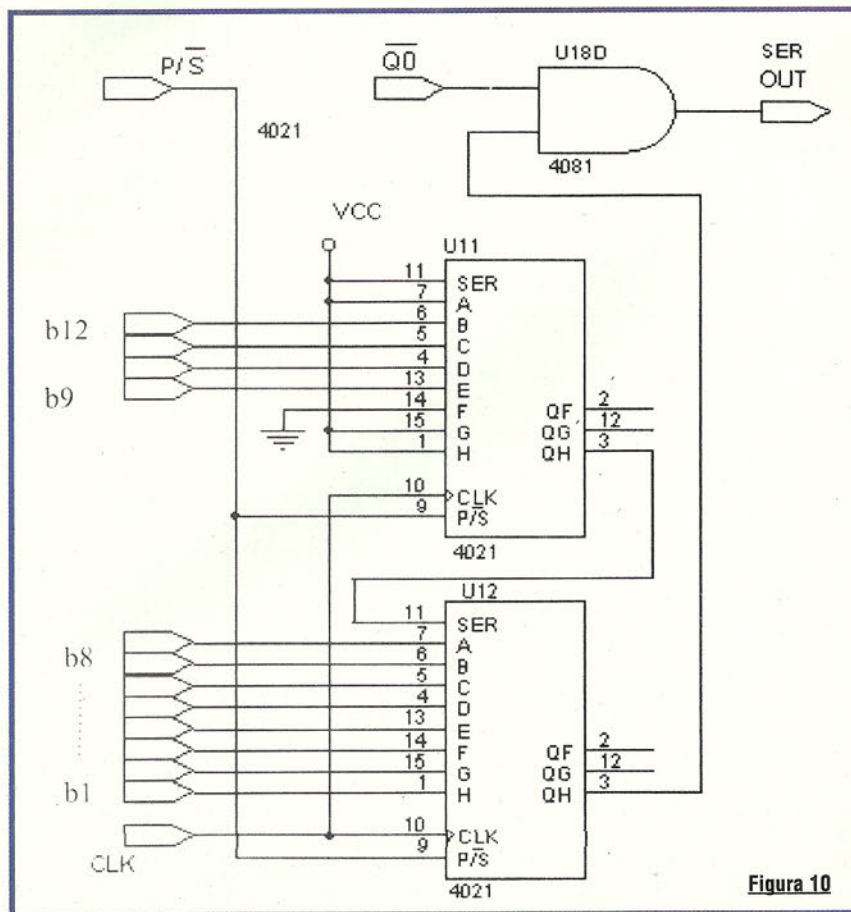 P/S̅
Q̅0̅
U18D
SER
OUT
4021
4081
VCC
U11
11 SER
7 A
b12 6 B
5 C
4 D
b9 13 E
14 F QF 2
15 G QG 12
1 H QH 3
10 CLK
9 P/S̅
4021
U12
11 SER
b8 7 A
6 B
5 C
4 D
13 E
14 F QF 2
15 G QG 12
b1 1 H QH 3
10 CLK
CLK 9 P/S̅
4021
Figura 10